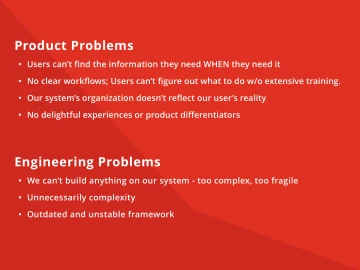 Product Problems
• Users can't find the information they need WHEN they need it
• No clear workflows; Users can't figure out what to do w/o extensive training.
• Our system's organization doesn't reflect our user's reality
• No delightful experiences or product differentiators
Engineering Problems
• We can't build anything on our system - too complex, too fragile
• Unnecessarily complexity
• Outdated and unstable framework